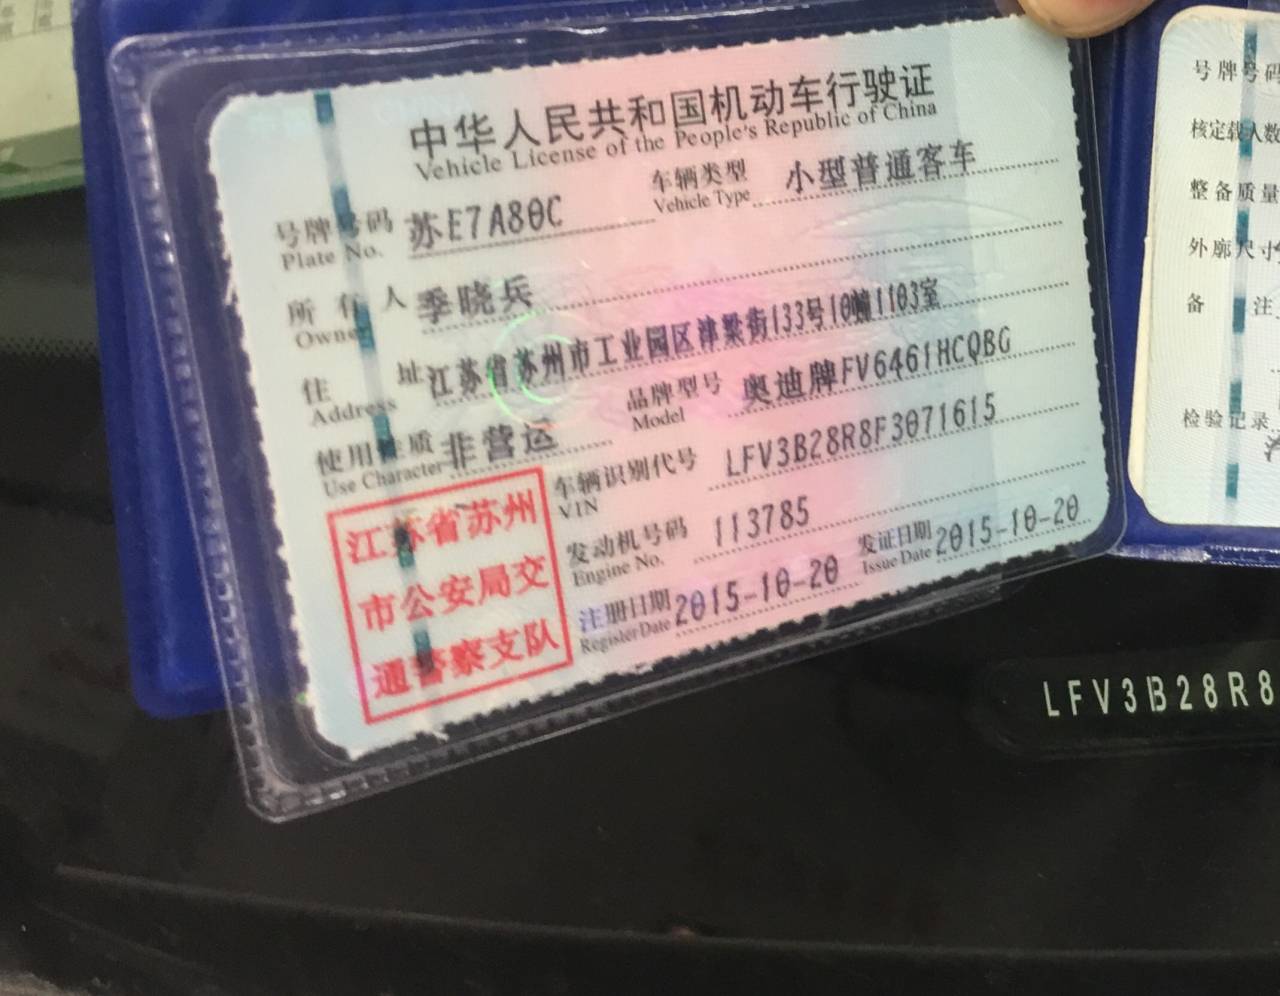 中华人民共和国机动车行驶证
Vehicle License of the People's Republic of China
号牌号码 苏E7A80C 车辆类型 小型普通客车
Plate No. Vehicle Type
所有人 季晓兵
Owner
住址 江苏省苏州市工业园区津梁街133号10幢1103室
Address
使用性质 非营运 品牌型号 奥迪牌FV6461HCQBG
Use Character Model
车辆识别代号 LFV3B28R8F3071615
VIN
发动机号码 113785
Engine No.
注册日期 2015-10-20 发证日期 2015-10-20
Register Date Issue Date
江苏省苏州
市公安局交
通警察支队
号牌号码
核定载人数
整备质量
外廓尺寸
备注
检验记录
LFV3B28R8